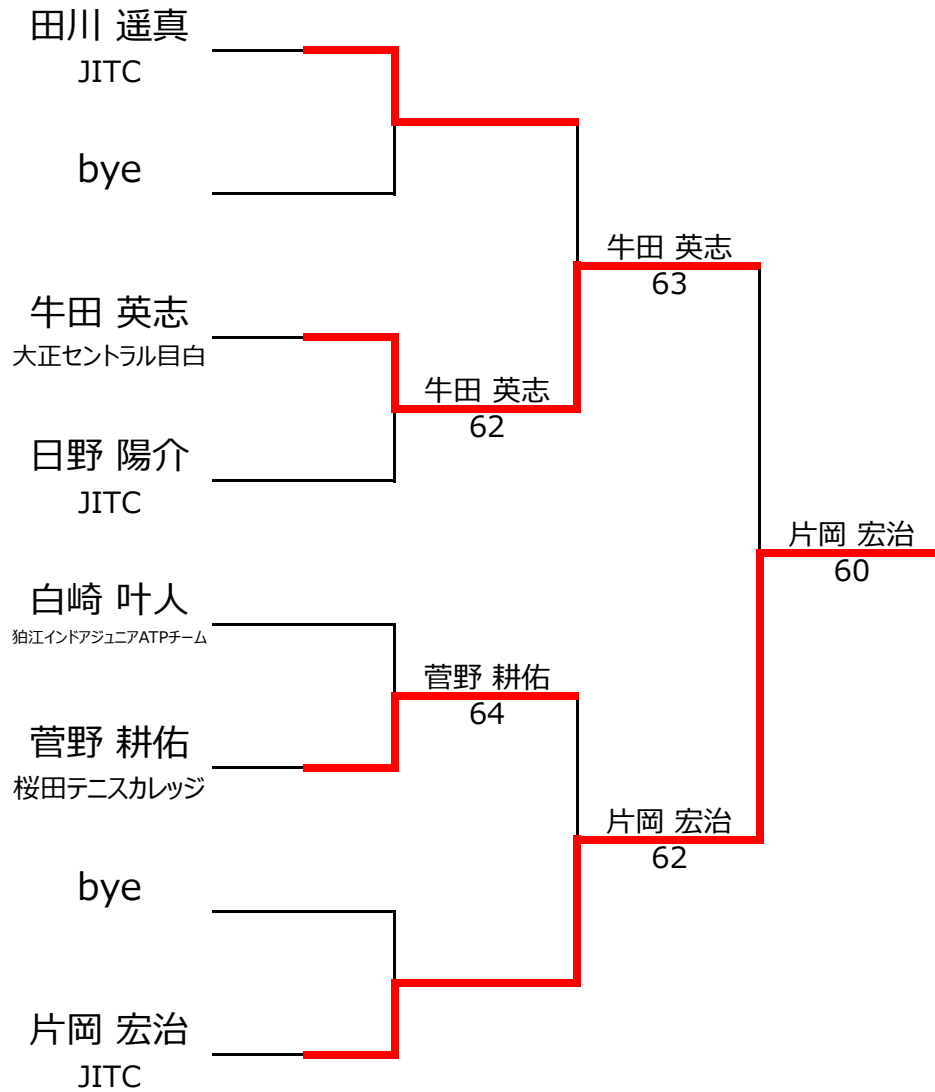 田川 遥真
JITC
bye
牛田 英志
63
牛田 英志
大正セントラル目白
牛田 英志
62
日野 陽介
JITC
片岡 宏治
60
白崎 叶人
狛江インドアジュニアATPチーム
菅野 耕佑
64
菅野 耕佑
桜田テニスカレッジ
片岡 宏治
62
bye
片岡 宏治
JITC